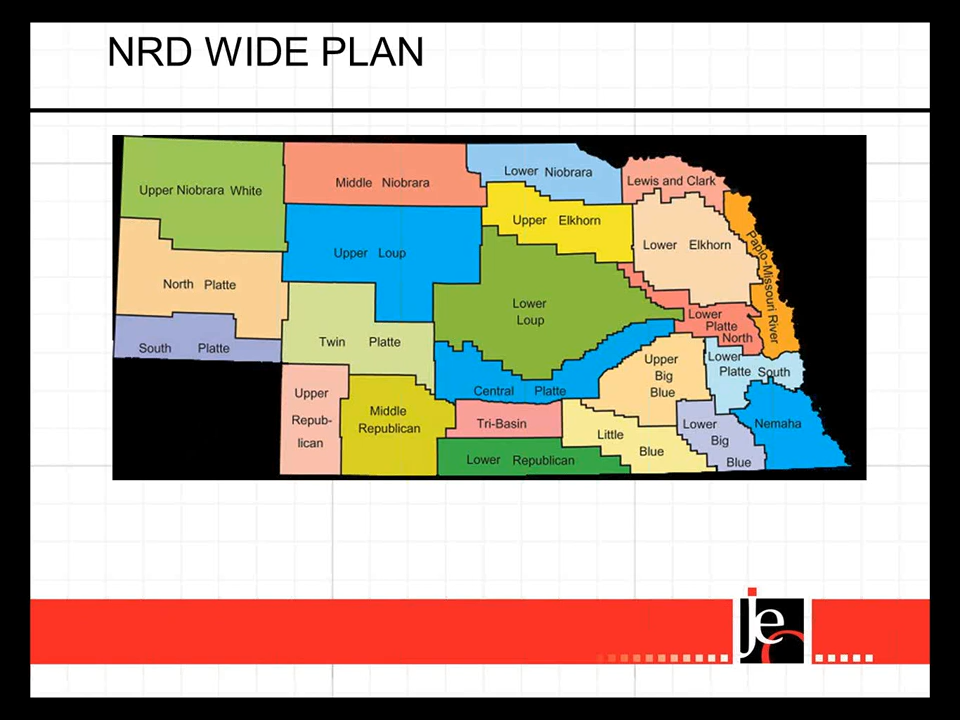 NRD WIDE PLAN
Upper Niobrara White
Middle Niobrara
Lower Niobrara
Lewis and Clark
Upper Elkhorn
Lower Elkhorn
Papio-Missouri River
Upper Loup
North Platte
Lower
Loup
Lower
Platte
North
South Platte
Twin Platte
Central Platte
Upper
Big
Blue
Lower
Platte South
Upper
Repub-
lican
Middle
Republican
Tri-Basin
Little
Blue
Lower
Big
Blue
Nemaha
Lower Republican
jeo